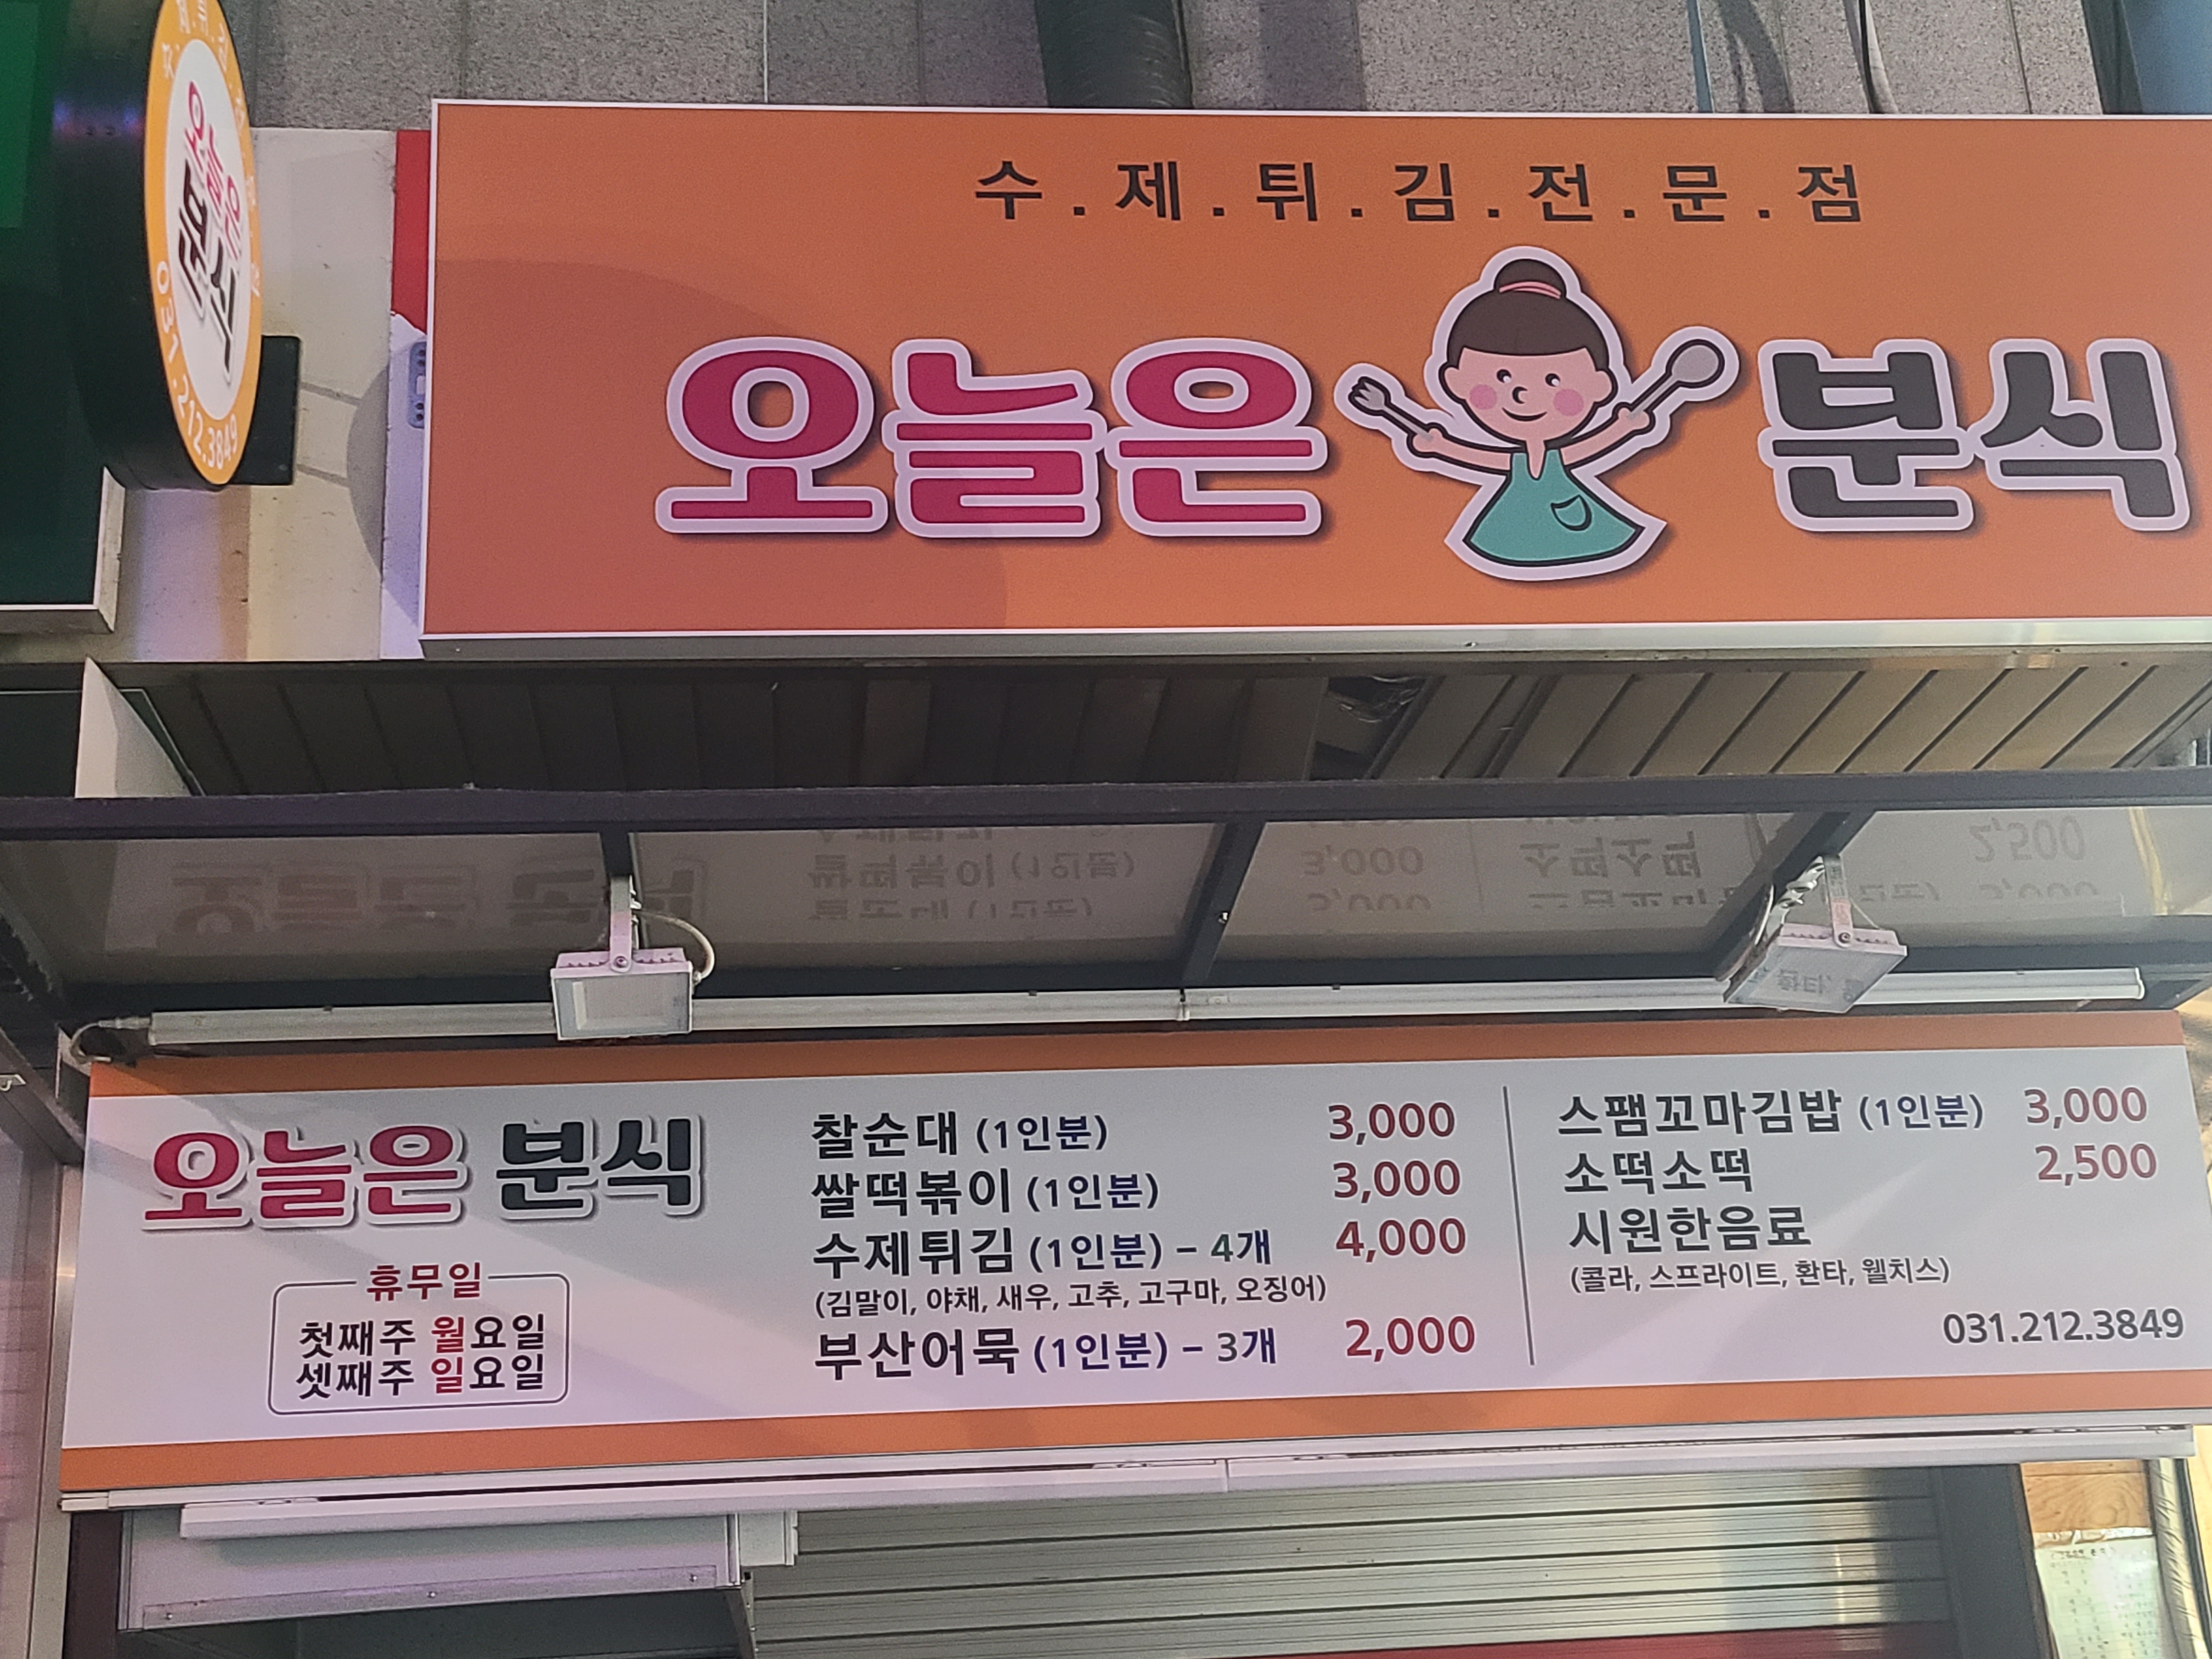 오늘은
분식
031.212.3849
수.제.튀.김.전.문.점
오늘은 분식
오늘은 분식
휴무일
첫째주 월요일
셋째주 일요일
찰순대 (1인분) 3,000
쌀떡볶이 (1인분) 3,000
수제튀김 (1인분) - 4개 4,000
(김말이, 야채, 새우, 고추, 고구마, 오징어)
부산어묵 (1인분) - 3개 2,000
스팸꼬마김밥 (1인분) 3,000
소떡소떡 2,500
시원한음료
(콜라, 스프라이트, 환타, 웰치스)
031.212.3849